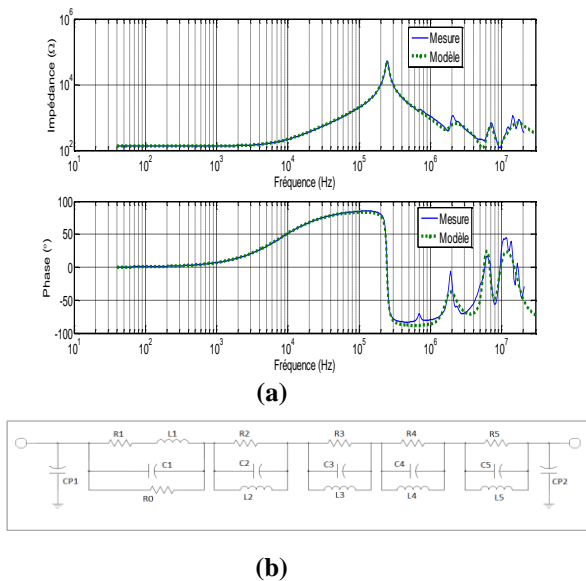 10^6
10^4
10^2
Impédance (Ω)
Mesure
Modèle
10^1 10^2 10^3 10^4 10^5 10^6 10^7
Fréquence (Hz)
100
50
0
-50
-100
Phase (°)
Mesure
Modèle
10^1 10^2 10^3 10^4 10^5 10^6 10^7
Fréquence (Hz)
(a)
R1 L1 R2 R3 R4 R5
CP1 C1 C2 C3 C4 C5 CP2
R0 L2 L3 L4 L5
(b)